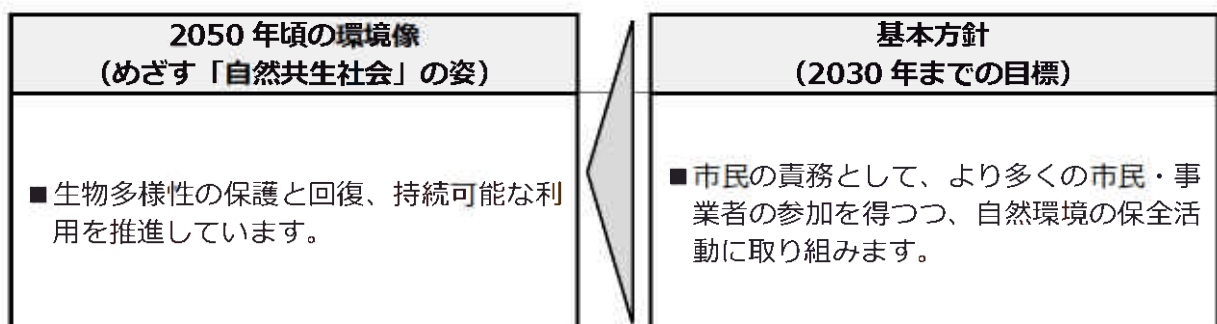 2050 年頃の環境像
（めざす「自然共生社会」の姿）
■生物多様性の保護と回復、持続可能な利
用を推進しています。
基本方針
（2030 年までの目標）
■市民の責務として、より多くの市民・事
業者の参加を得つつ、自然環境の保全活
動に取り組みます。